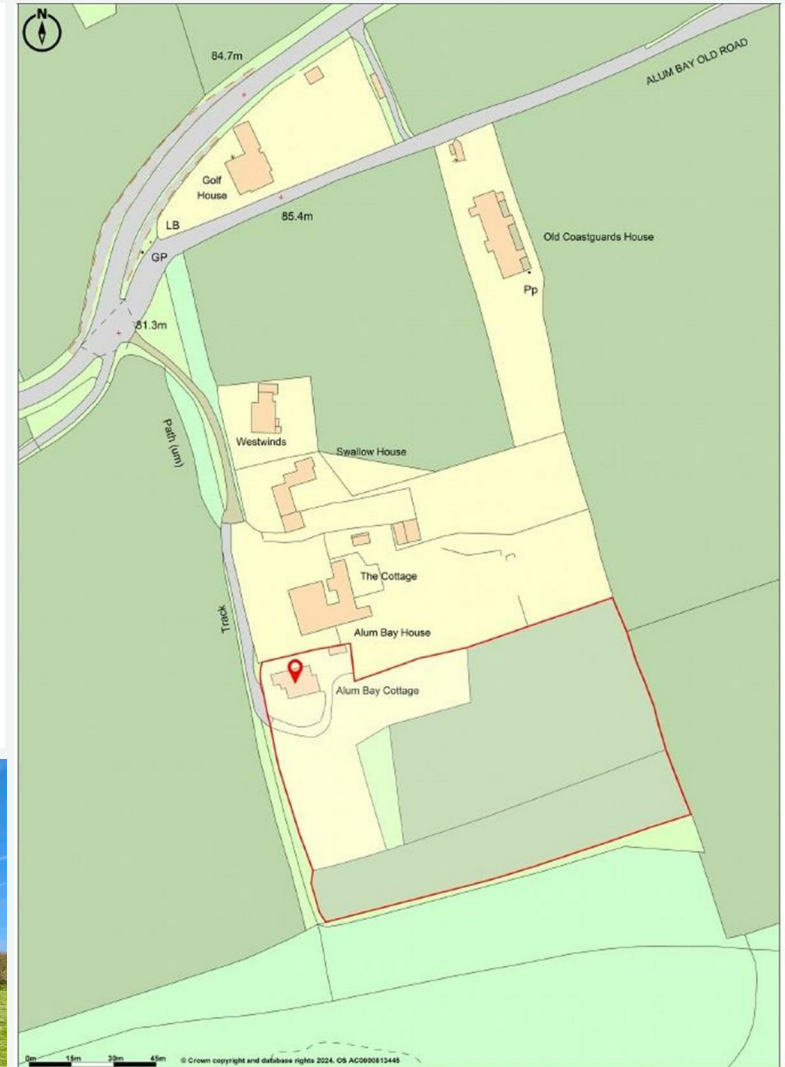 N
84.7m
ALUM BAY OLD ROAD
Golf
House
LB
85.4m
GP
Old Coastguards House
Pp
81.3m
Path (um)
Westwinds
Swallow House
The Cottage
Track
Alum Bay House
Alum Bay Cottage
0m 15m 30m 45m © Crown copyright and database rights 2024. OS AC0000813445